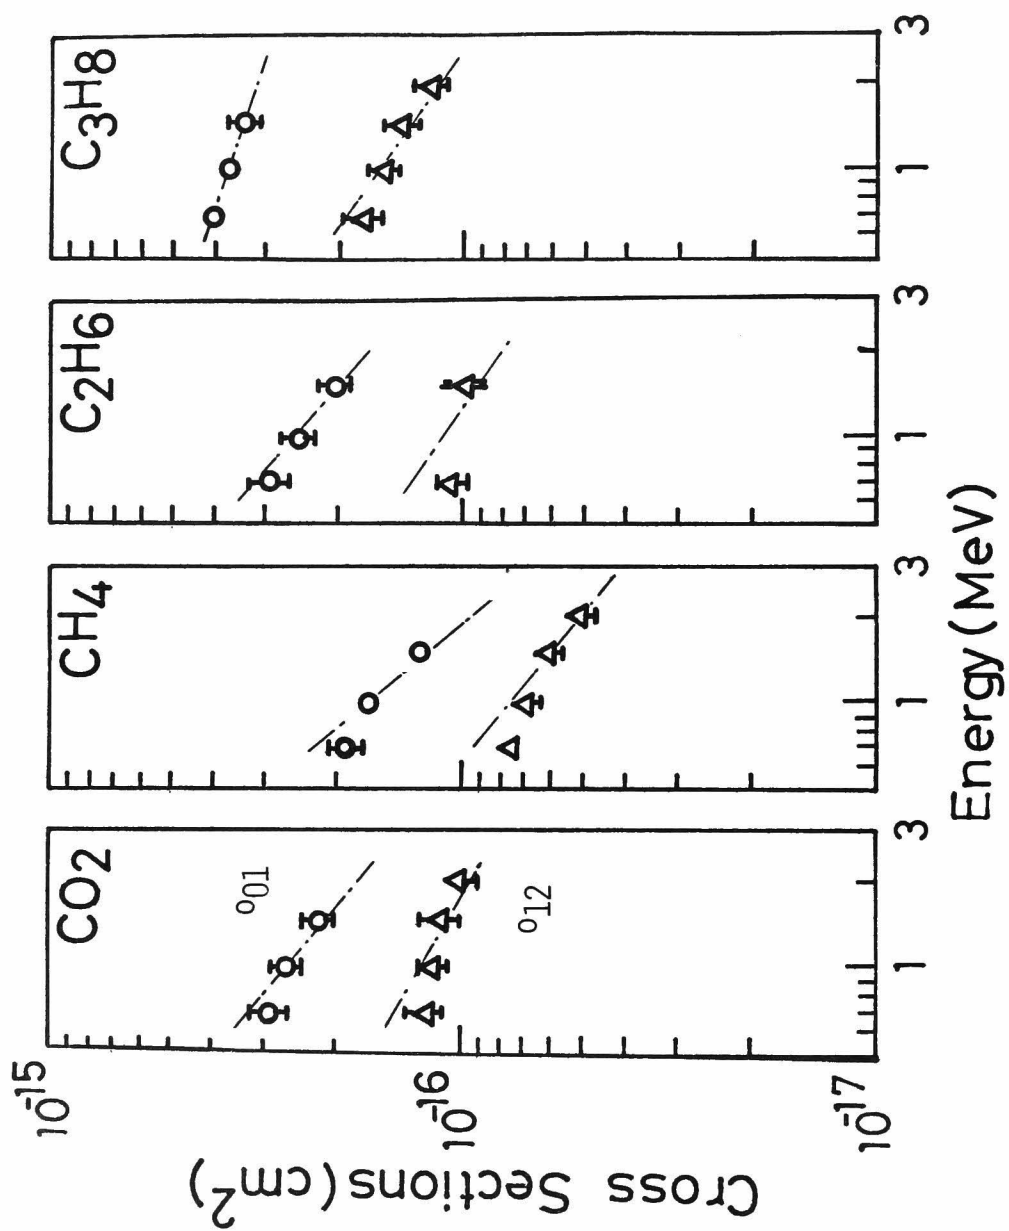 CO2
CH4
C2H6
C3H8
σ01
σ12
10-15
10-16
10-17
Cross Sections (cm2)
1
3
1
3
1
3
1
3
Energy (MeV)